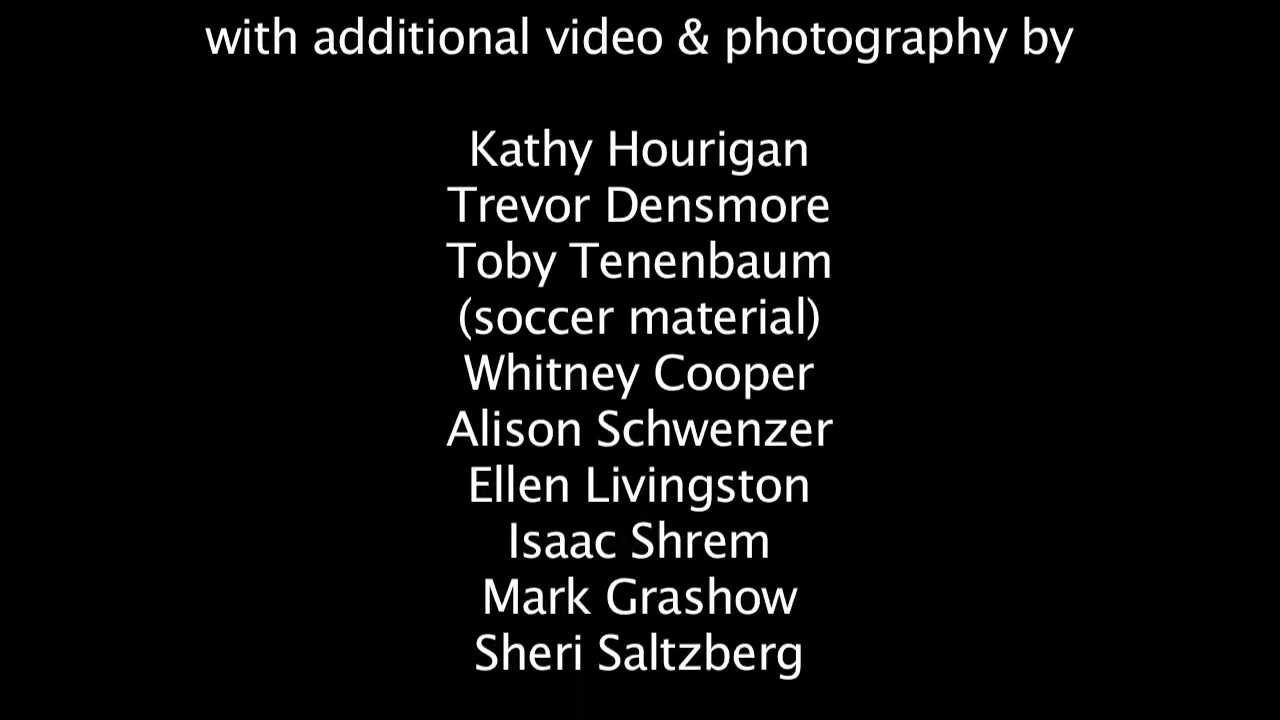 with additional video & photography by
Kathy Hourigan
Trevor Densmore
Toby Tenenbaum
(soccer material)
Whitney Cooper
Alison Schwenzer
Ellen Livingston
Isaac Shrem
Mark Grashow
Sheri Saltzberg